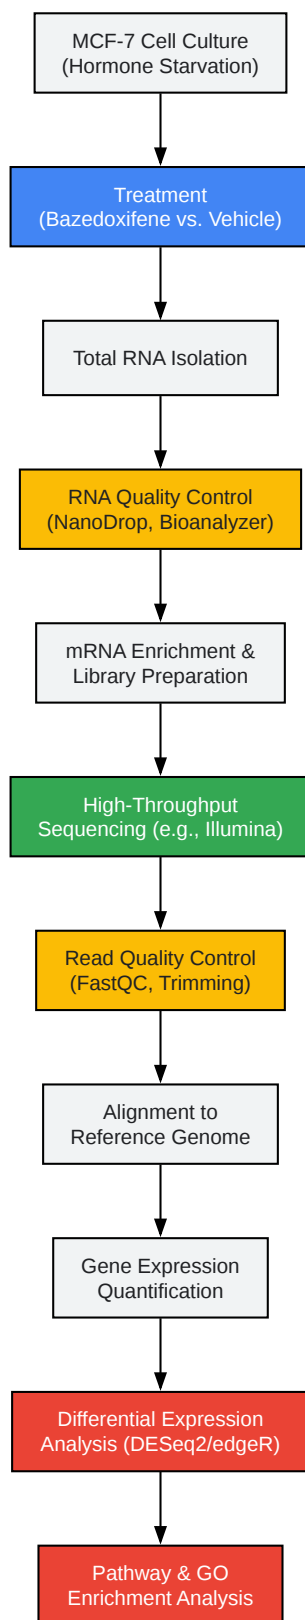 MCF-7 Cell Culture
(Hormone Starvation)
Treatment
(Bazedoxifene vs. Vehicle)
Total RNA Isolation
RNA Quality Control
(NanoDrop, Bioanalyzer)
mRNA Enrichment &
Library Preparation
High-Throughput
Sequencing (e.g., Illumina)
Read Quality Control
(FastQC, Trimming)
Alignment to
Reference Genome
Gene Expression
Quantification
Differential Expression
Analysis (DESeq2/edgeR)
Pathway & GO
Enrichment Analysis